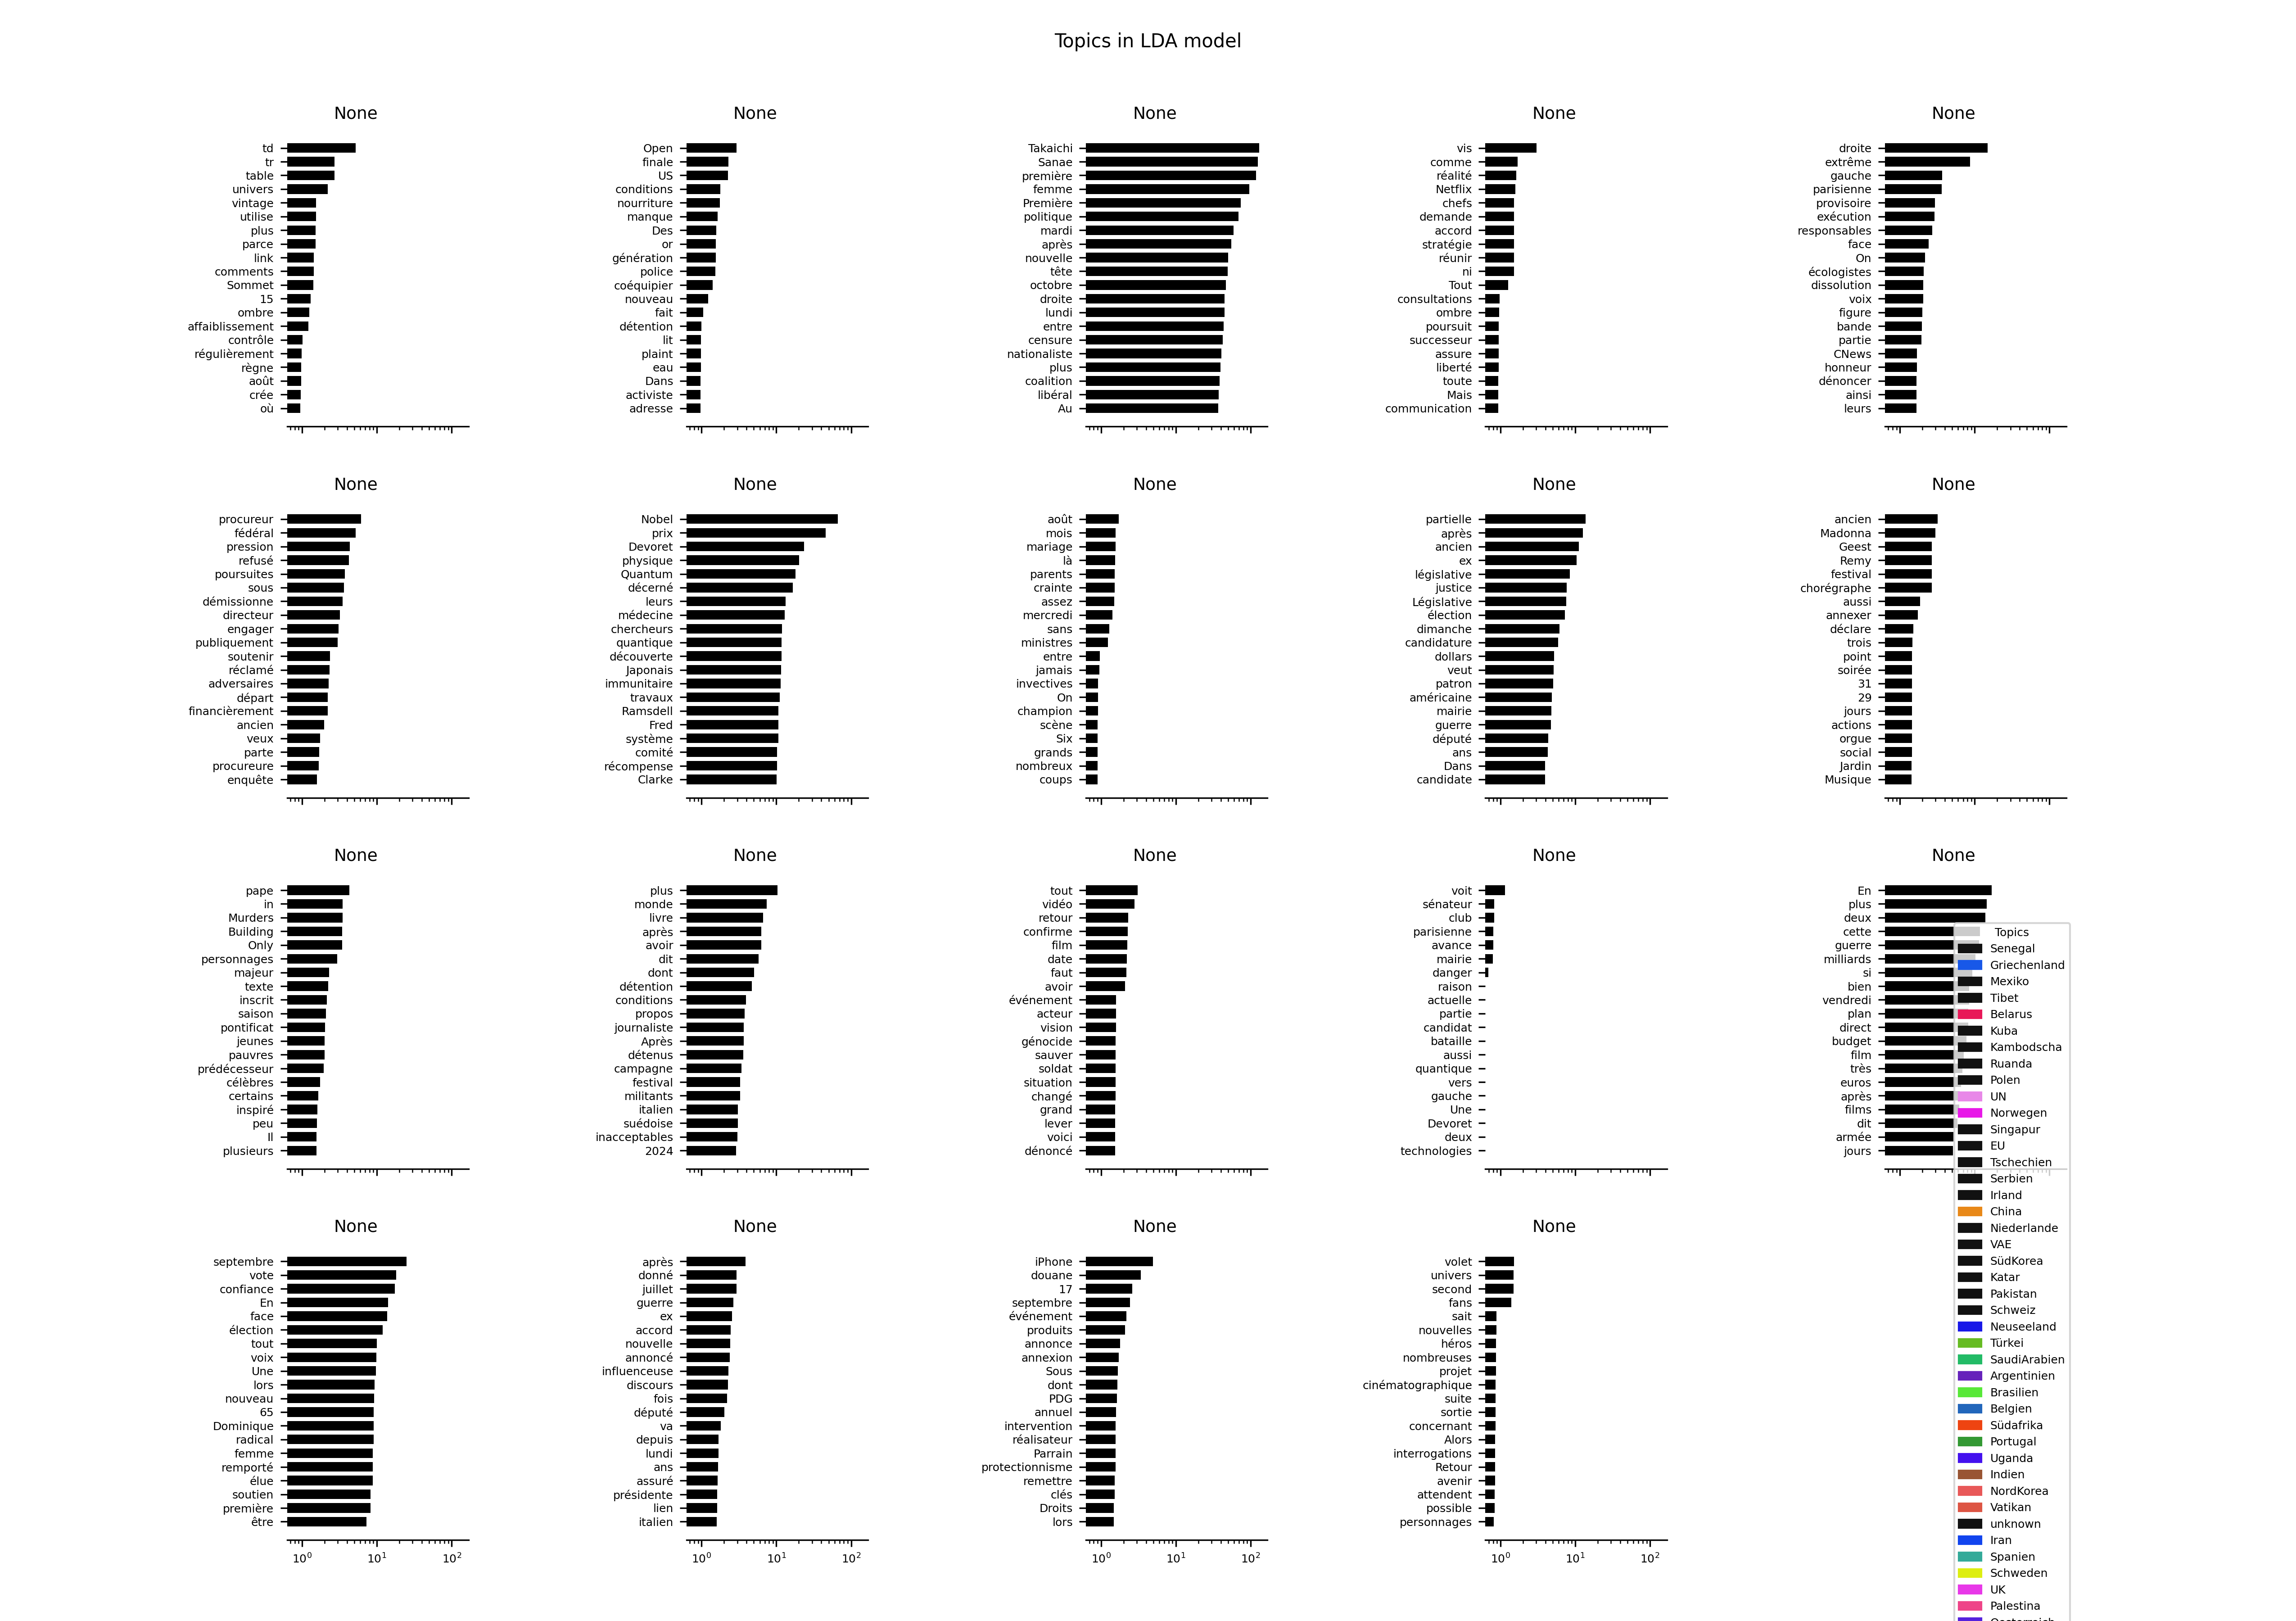 Topics in LDA model
None
td
tr
table
univers
vintage
utilise
plus
parce
link
comments
Sommet
15
ombre
affaiblissement
contrôle
régulièrement
règne
août
crée
où
None
Open
finale
US
conditions
nourriture
manque
Des
or
génération
police
coéquipier
nouveau
fait
détention
lit
plaint
eau
Dans
activiste
adresse
None
Takaichi
Sanae
première
femme
Première
politique
mardi
après
nouvelle
tête
octobre
droite
lundi
entre
censure
nationaliste
plus
coalition
libéral
Au
None
vis
comme
réalité
Netflix
chefs
demande
accord
stratégie
réunir
ni
Tout
consultations
ombre
poursuit
successeur
assure
liberté
toute
Mais
communication
None
droite
extrême
gauche
parisienne
provisoire
exécution
responsables
face
On
écologistes
dissolution
voix
figure
bande
partie
CNews
honneur
dénoncer
ainsi
leurs
None
procureur
fédéral
pression
refusé
poursuites
sous
démissionne
directeur
engager
publiquement
soutenir
réclamé
adversaires
départ
financièrement
ancien
veux
parte
procureure
enquête
None
Nobel
prix
Devoret
physique
Quantum
décerné
leurs
médecine
chercheurs
quantique
découverte
Japonais
immunitaire
travaux
Ramsdell
Fred
système
comité
récompense
Clarke
None
août
mois
mariage
là
parents
crainte
assez
mercredi
sans
ministres
entre
jamais
invectives
On
champion
scène
Six
grands
nombreux
coups
None
partielle
après
ancien
ex
législative
justice
Législative
élection
dimanche
candidature
dollars
veut
patron
américaine
mairie
guerre
député
ans
Dans
candidate
None
ancien
Madonna
Geest
Remy
festival
chorégraphe
aussi
annexer
déclare
trois
point
soirée
31
29
jours
actions
orgue
social
Jardin
Musique
None
pape
in
Murders
Building
Only
personnages
majeur
texte
inscrit
saison
pontificat
jeunes
pauvres
prédécesseur
célèbres
certains
inspiré
peu
Il
plusieurs
None
plus
monde
livre
après
avoir
dit
dont
détention
conditions
propos
journaliste
Après
détenus
campagne
festival
militants
italien
suédoise
inacceptables
2024
None
tout
vidéo
retour
confirme
film
date
faut
avoir
événement
acteur
vision
génocide
sauver
soldat
situation
changé
grand
lever
voici
dénoncé
None
voit
sénateur
club
parisienne
avance
mairie
danger
raison
actuelle
partie
candidat
bataille
aussi
quantique
vers
gauche
Une
Devoret
deux
technologies
None
En
plus
deux
cette
guerre
milliards
si
bien
vendredi
plan
direct
budget
film
très
euros
après
films
dit
armée
jours
None
septembre
vote
confiance
En
face
élection
tout
voix
Une
lors
nouveau
65
Dominique
radical
femme
remporté
élue
soutien
première
être
10⁰ 10¹ 10²
None
après
donné
juillet
guerre
ex
accord
nouvelle
annoncé
influenceuse
discours
fois
député
va
depuis
lundi
ans
assuré
présidente
lien
italien
10⁰ 10¹ 10²
None
iPhone
douane
17
septembre
événement
produits
annonce
annexion
Sous
dont
PDG
annuel
intervention
réalisateur
Parrain
protectionnisme
remettre
clés
Droits
lors
10⁰ 10¹ 10²
None
volet
univers
second
fans
sait
nouvelles
héros
nombreuses
projet
cinématographique
suite
sortie
concernant
Alors
interrogations
Retour
avenir
attendent
possible
personnages
10⁰ 10¹ 10²
Topics
Senegal
Griechenland
Mexiko
Tibet
Belarus
Kuba
Kambodscha
Ruanda
Polen
UN
Norwegen
Singapur
EU
Tschechien
Serbien
Irland
China
Niederlande
VAE
SüdKorea
Katar
Pakistan
Schweiz
Neuseeland
Türkei
SaudiArabien
Argentinien
Brasilien
Belgien
Südafrika
Portugal
Uganda
Indien
NordKorea
Vatikan
unknown
Iran
Spanien
Schweden
UK
Palestina